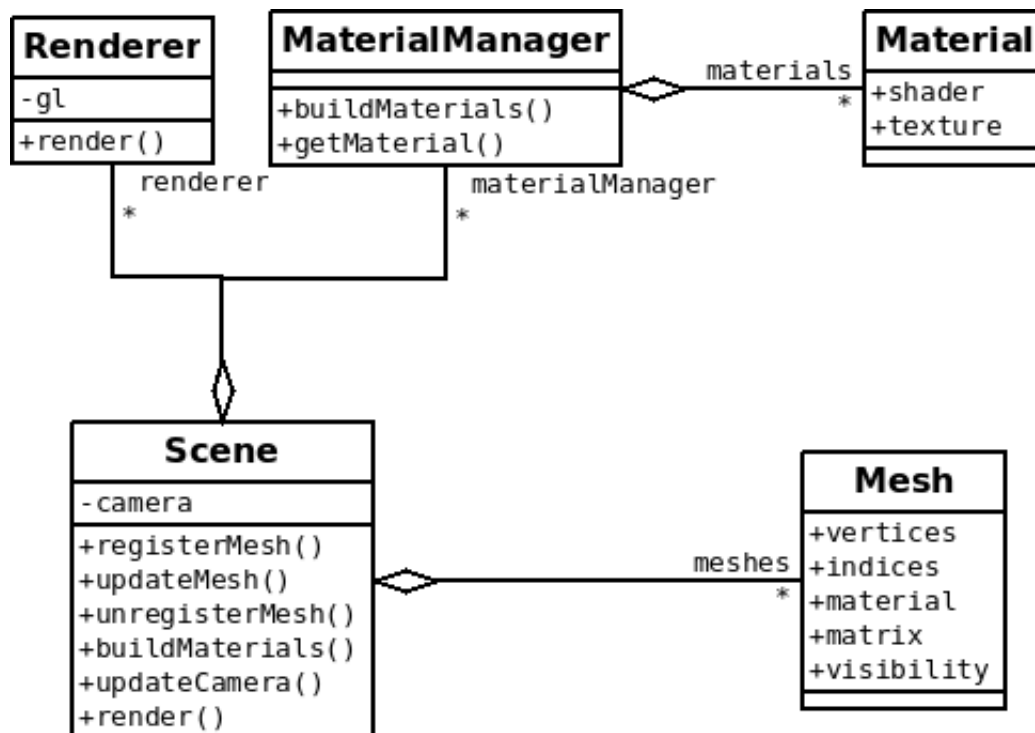 Renderer
-gl
+render()
MaterialManager
+buildMaterials()
+getMaterial()
materials
*
Material
+shader
+texture
renderer
*
materialManager
*
Scene
-camera
+registerMesh()
+updateMesh()
+unregisterMesh()
+buildMaterials()
+updateCamera()
+render()
meshes
*
Mesh
+vertices
+indices
+material
+matrix
+visibility